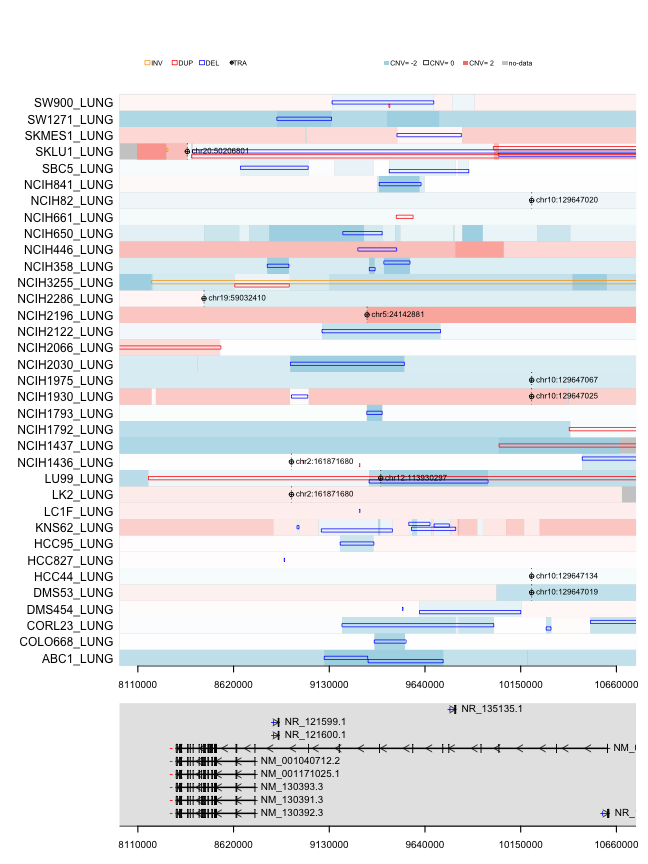 INV DUP DEL TRA CNV= -2 CNV= 0 CNV= 2 no-data
SW900_LUNG
SW1271_LUNG
SKMES1_LUNG
SKLU1_LUNG chr20:50206801
SBC5_LUNG
NCIH841_LUNG
NCIH82_LUNG chr10:129647020
NCIH661_LUNG
NCIH650_LUNG
NCIH446_LUNG
NCIH358_LUNG
NCIH3255_LUNG
NCIH2286_LUNG chr19:59032410
NCIH2196_LUNG chr5:24142881
NCIH2122_LUNG
NCIH2066_LUNG
NCIH2030_LUNG
NCIH1975_LUNG chr10:129647067
NCIH1930_LUNG chr10:129647025
NCIH1793_LUNG
NCIH1792_LUNG
NCIH1437_LUNG
NCIH1436_LUNG chr2:161871680
LU99_LUNG chr12:113930297
LK2_LUNG chr2:161871680
LC1F_LUNG
KNS62_LUNG
HCC95_LUNG
HCC827_LUNG
HCC44_LUNG chr10:129647134
DMS53_LUNG chr10:129647019
DMS454_LUNG
CORL23_LUNG
COLO668_LUNG
ABC1_LUNG
8110000 8620000 9130000 9640000 10150000 10660000
NR_135135.1
NR_121599.1
NR_121600.1
NM_
NM_001040712.2
NM_001171025.1
NM_130393.3
NM_130391.3
NM_130392.3 NR_
8110000 8620000 9130000 9640000 10150000 10660000